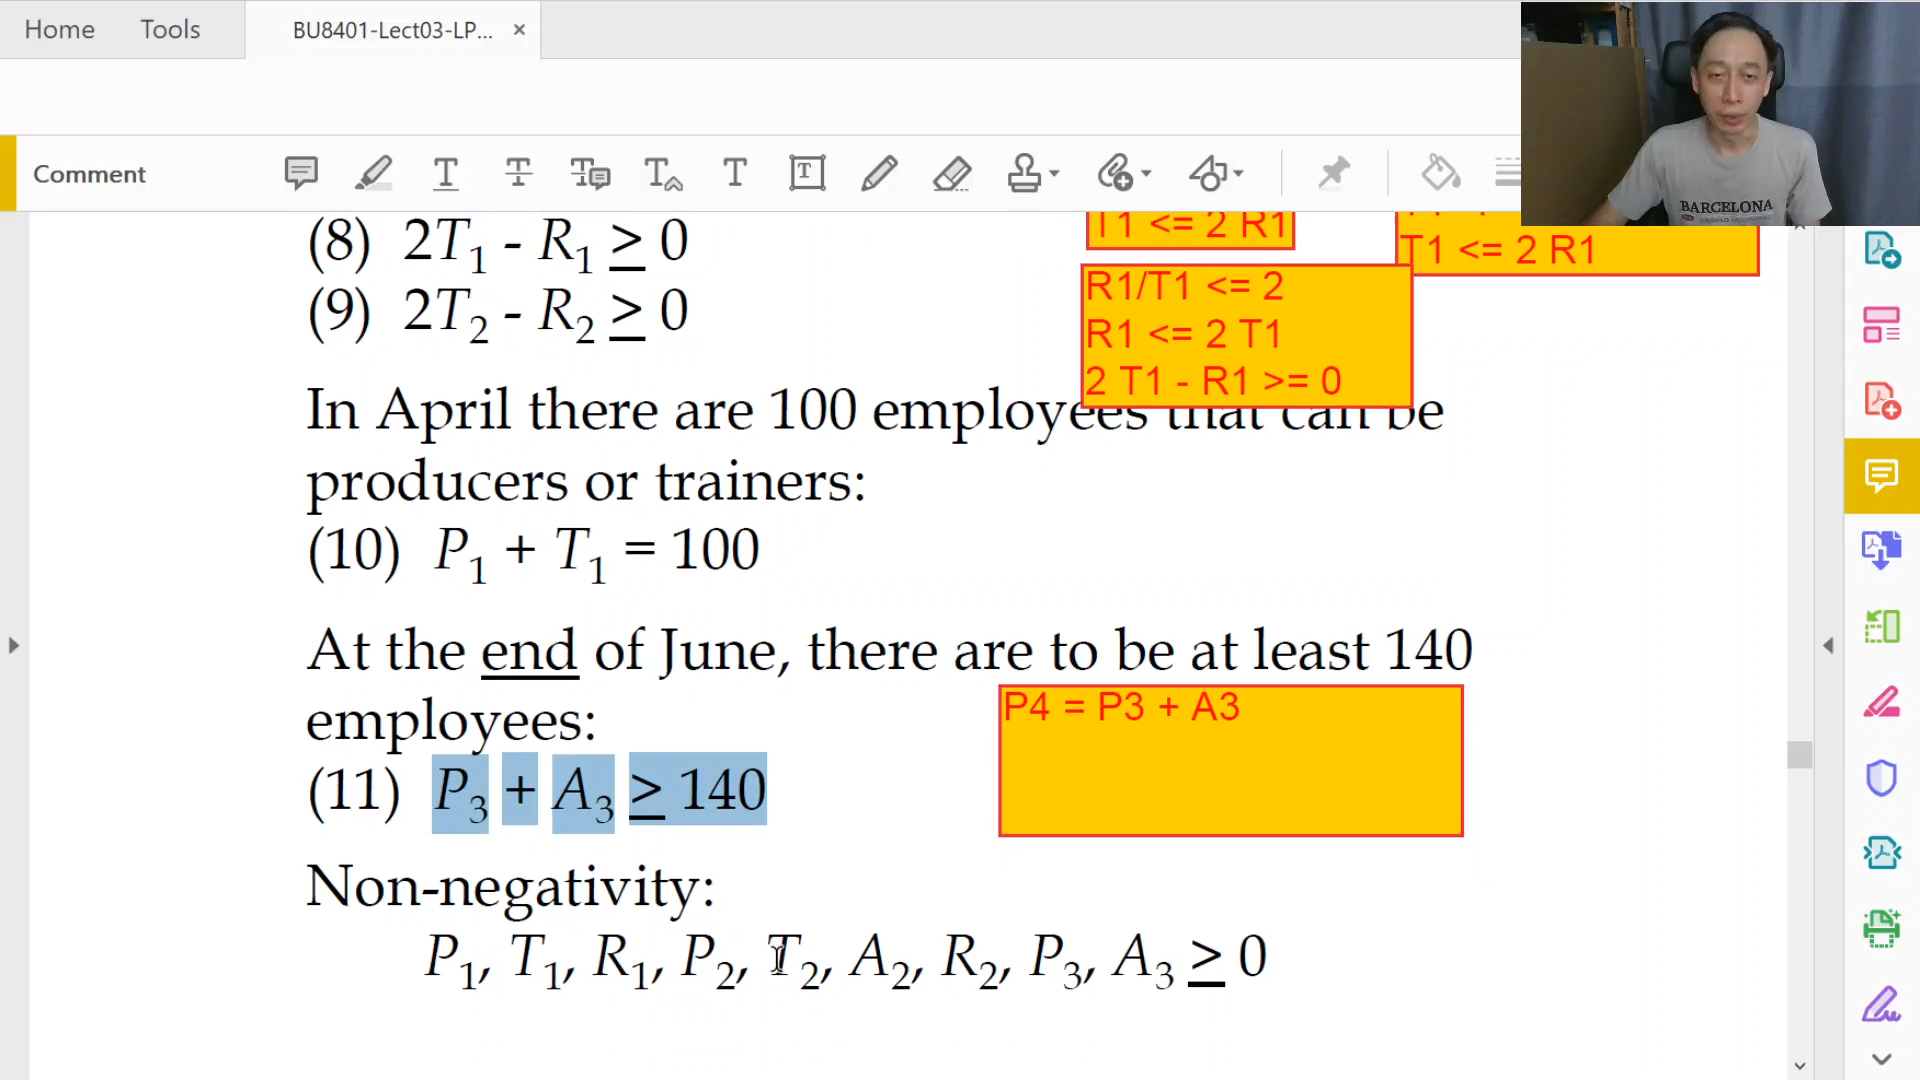 Home Tools BU8401-Lect03-LP... ×
Comment
BARCELONA
(8) 2T1 - R1 ≥ 0
T1 <= 2 R1
T1 <= 2 R1
(9) 2T2 - R2 ≥ 0
R1/T1 <= 2
R1 <= 2 T1
2 T1 - R1 >= 0
In April there are 100 employees that can be
producers or trainers:
(10) P1 + T1 = 100
At the end of June, there are to be at least 140
employees:
P4 = P3 + A3
(11) P3 + A3 ≥ 140
Non-negativity:
P1, T1, R1, P2, T2, A2, R2, P3, A3 ≥ 0